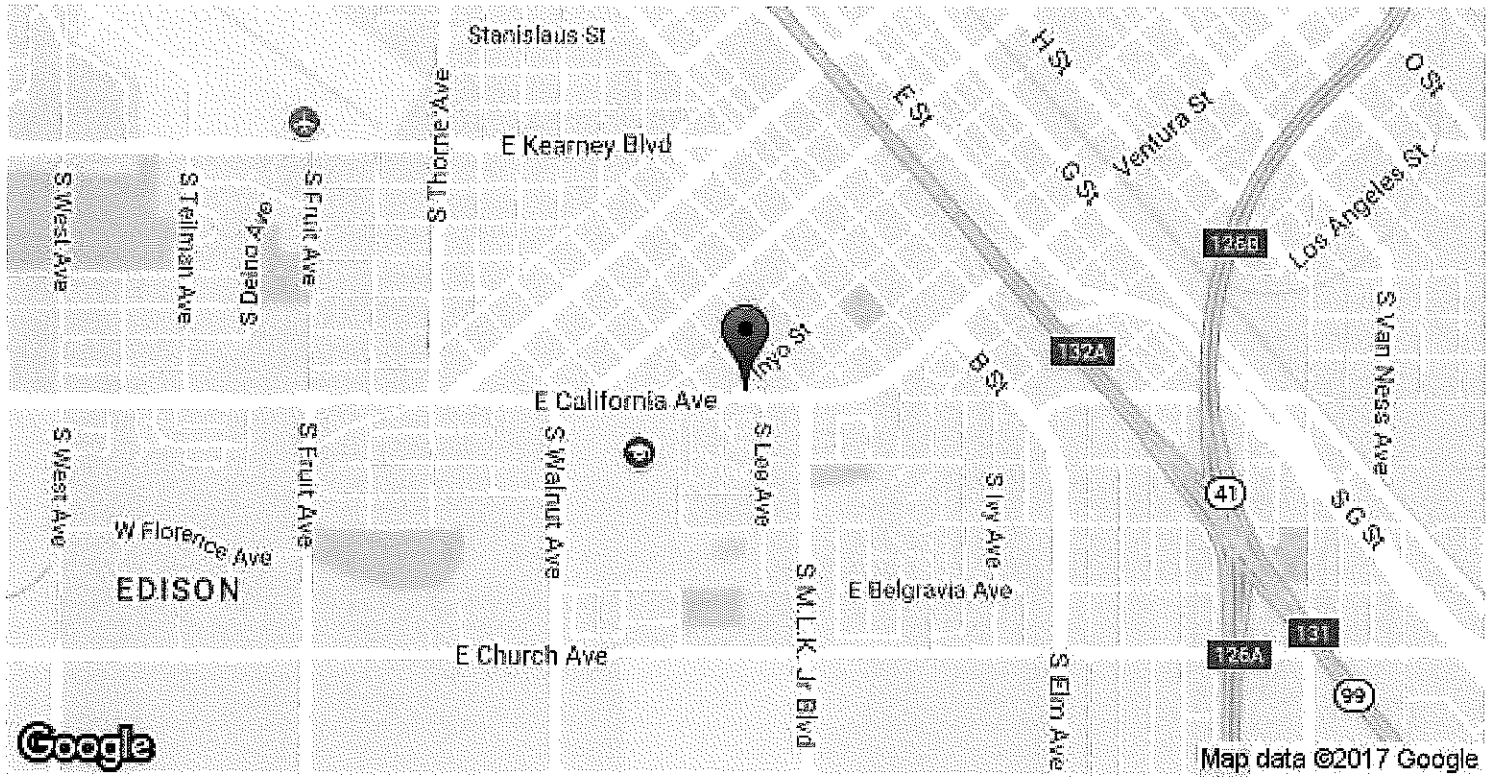 Stanislaus St
H St
O St
E St
S Thorne Ave
E Kearney Blvd
Ventura St
G St
Los Angeles St
S West Ave
S Teilman Ave
S Delno Ave
S Fruit Ave
126B
S Van Ness Ave
Inyo St
132A
B St
E California Ave
S West Ave
S Fruit Ave
S Walnut Ave
S Lee Ave
S Ivy Ave
41
S G St
W Florence Ave
EDISON
S M.L.K. Jr Blvd
E Belgravia Ave
131
E Church Ave
126A
S Elm Ave
99
Google
Map data ©2017 Google